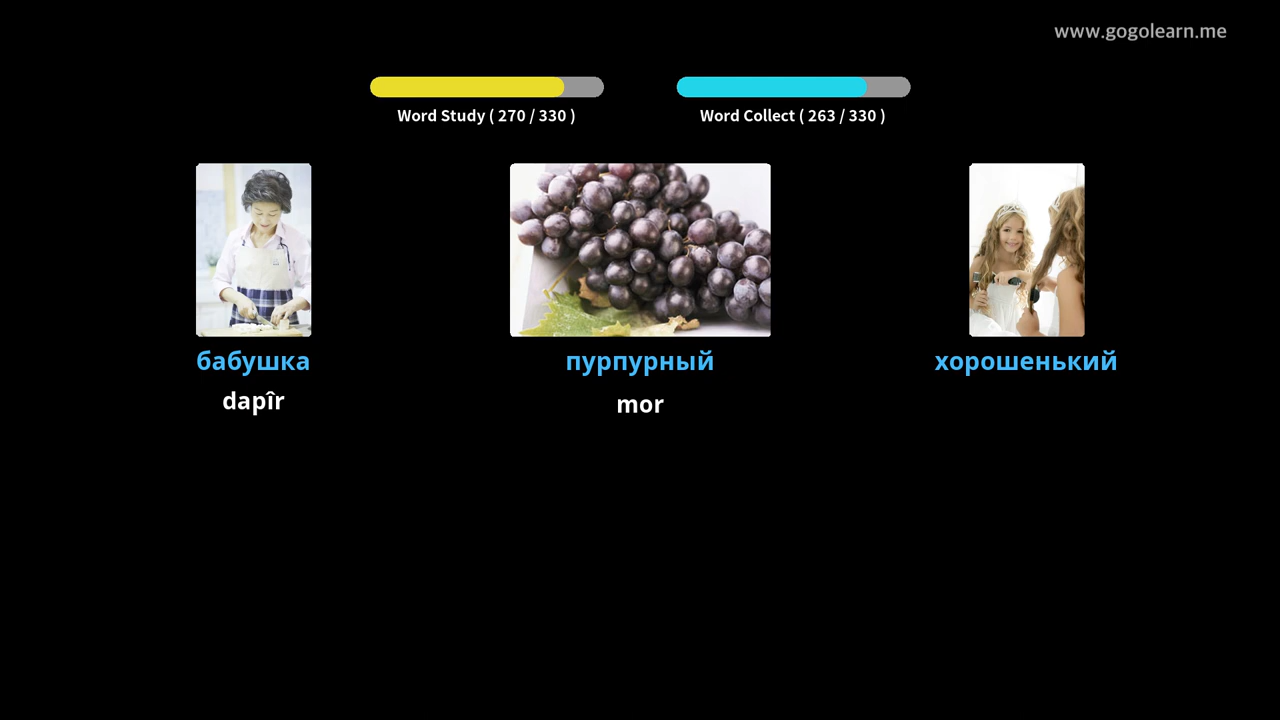 www.gogolearn.me
Word Study ( 270 / 330 )
Word Collect ( 263 / 330 )
бабушка
пурпурный
хорошенький
dapîr
mor